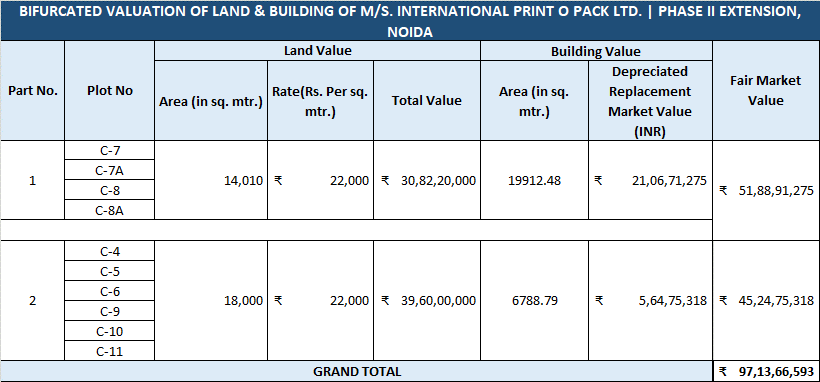 BIFURCATED VALUATION OF LAND & BUILDING OF M/S. INTERNATIONAL PRINT O PACK LTD. | PHASE II EXTENSION,
NOIDA
Part No.
Plot No
Land Value
Building Value
Fair Market
Value
Area (in sq. mtr.)
Rate(Rs. Per sq.
mtr.)
Total Value
Area (in sq.
mtr.)
Depreciated
Replacement
Market Value
(INR)
1
C-7
C-7A
C-8
C-8A
14,010
₹ 22,000
₹ 30,82,20,000
19912.48
₹ 21,06,71,275
₹ 51,88,91,275
2
C-4
C-5
C-6
C-9
C-10
C-11
18,000
₹ 22,000
₹ 39,60,00,000
6788.79
₹ 5,64,75,318
₹ 45,24,75,318
GRAND TOTAL
₹ 97,13,66,593